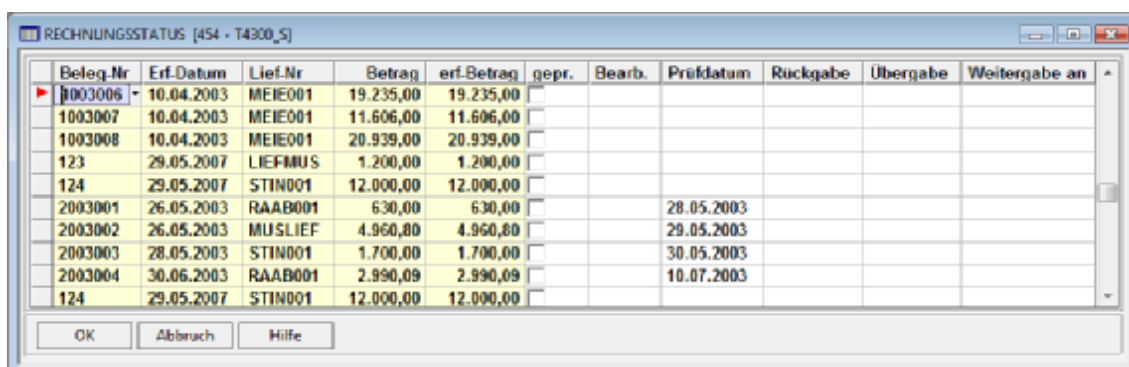 RECHNUNGSSTATUS [454 - T4300_S]
Beleg-Nr Erf-Datum Lief-Nr Betrag erf-Betrag gepr. Bearb. Prüfdatum Rückgabe Übergabe Weitergabe an
1003006 10.04.2003 MEIE001 19.235,00 19.235,00
1003007 10.04.2003 MEIE001 11.606,00 11.606,00
1003008 10.04.2003 MEIE001 20.939,00 20.939,00
123 29.05.2007 LIEFMUS 1.200,00 1.200,00
124 29.05.2007 STIN001 12.000,00 12.000,00
2003001 26.05.2003 RAAB001 630,00 630,00 28.05.2003
2003002 26.05.2003 MUSLIEF 4.960,80 4.960,80 29.05.2003
2003003 28.05.2003 STIN001 1.700,00 1.700,00 30.05.2003
2003004 30.06.2003 RAAB001 2.990,09 2.990,09 10.07.2003
124 29.05.2007 STIN001 12.000,00 12.000,00
OK Abbruch Hilfe